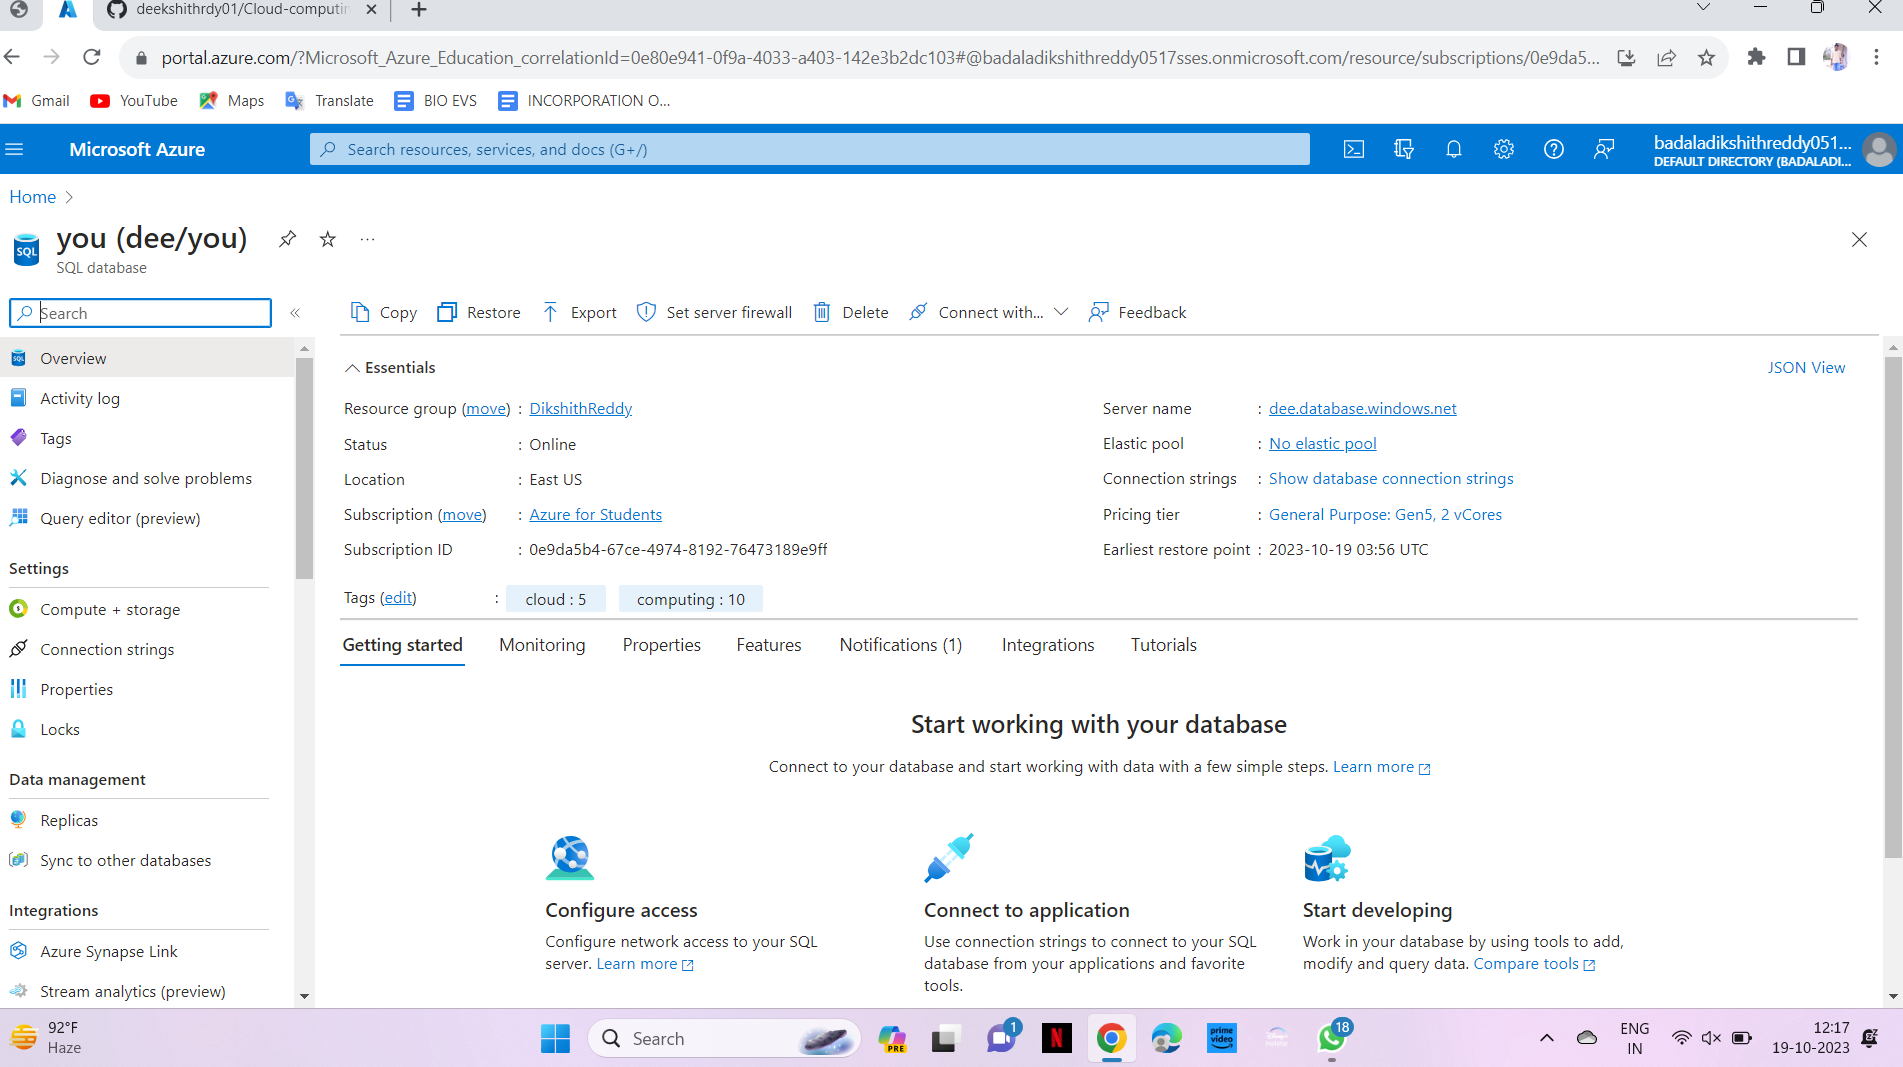 deekshithrdy01/Cloud-computin
portal.azure.com/?Microsoft_Azure_Education_correlationId=0e80e941-0f9a-4033-a403-142e3b2dc103#@badaladikshithreddy0517sses.onmicrosoft.com/resource/subscriptions/0e9da5...
Gmail YouTube Maps Translate BIO EVS INCORPORATION O...
Microsoft Azure
Search resources, services, and docs (G+/)
badaladikshithreddy051...
DEFAULT DIRECTORY (BADALADI...
Home
you (dee/you)
SQL
SQL database
Search
Copy Restore Export Set server firewall Delete Connect with... Feedback
Overview
Activity log
Tags
Diagnose and solve problems
Query editor (preview)
Settings
Compute + storage
Connection strings
Properties
Locks
Data management
Replicas
Sync to other databases
Integrations
Azure Synapse Link
Stream analytics (preview)
Essentials
JSON View
Resource group (move) : DikshithReddy
Status : Online
Location : East US
Subscription (move) : Azure for Students
Subscription ID : 0e9da5b4-67ce-4974-8192-76473189e9ff
Server name : dee.database.windows.net
Elastic pool : No elastic pool
Connection strings : Show database connection strings
Pricing tier : General Purpose: Gen5, 2 vCores
Earliest restore point : 2023-10-19 03:56 UTC
Tags (edit) : cloud : 5 computing : 10
Getting started Monitoring Properties Features Notifications (1) Integrations Tutorials
Start working with your database
Connect to your database and start working with data with a few simple steps. Learn more
Configure access
Configure network access to your SQL
server. Learn more
Connect to application
Use connection strings to connect to your SQL
database from your applications and favorite
tools.
Start developing
Work in your database by using tools to add,
modify and query data. Compare tools
92°F
Haze
Search
PRE
1
N
prime
video
18
ENG
IN
12:17
19-10-2023